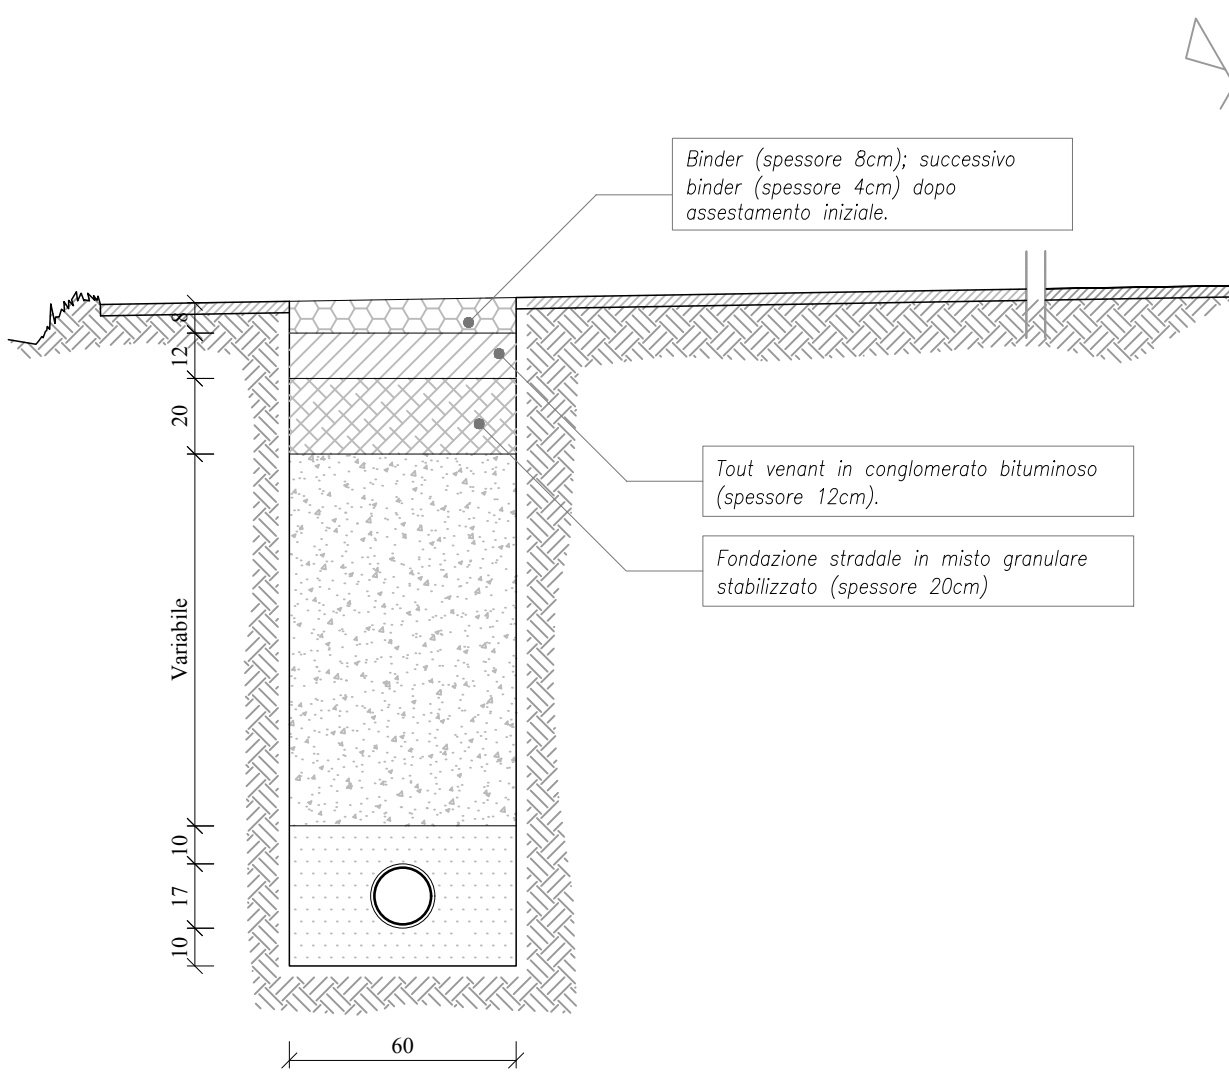 Binder (spessore 8cm); successivo
binder (spessore 4cm) dopo
assestamento iniziale.
8
12
20
Tout venant in conglomerato bituminoso
(spessore 12cm).
Fondazione stradale in misto granulare
stabilizzato (spessore 20cm)
Variabile
10
17
10
60